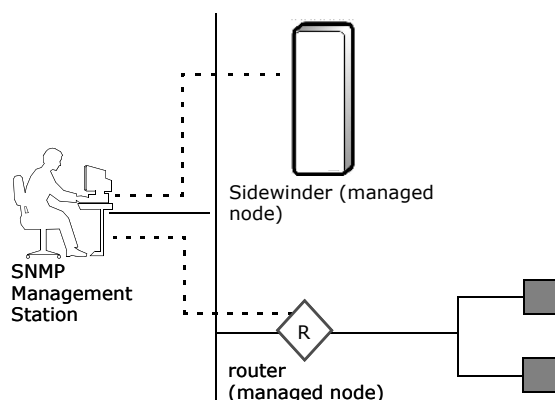 Sidewinder (managed
node)
SNMP
Management
Station
R
router
(managed node)